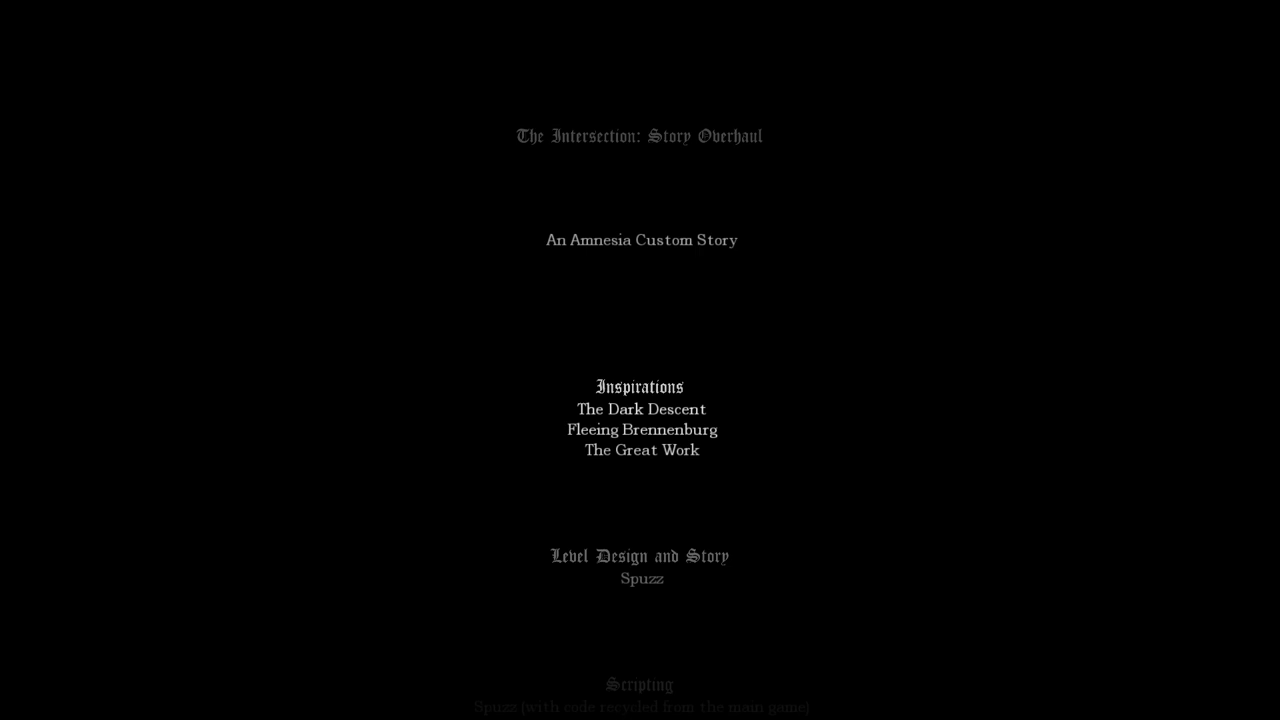 The Intersection: Story Overhaul
An Amnesia Custom Story
Inspirations
The Dark Descent
Fleeing Brennenburg
The Great Work
Level Design and Story
Spuzz
Scripting
Spuzz (with code recycled from the main game)